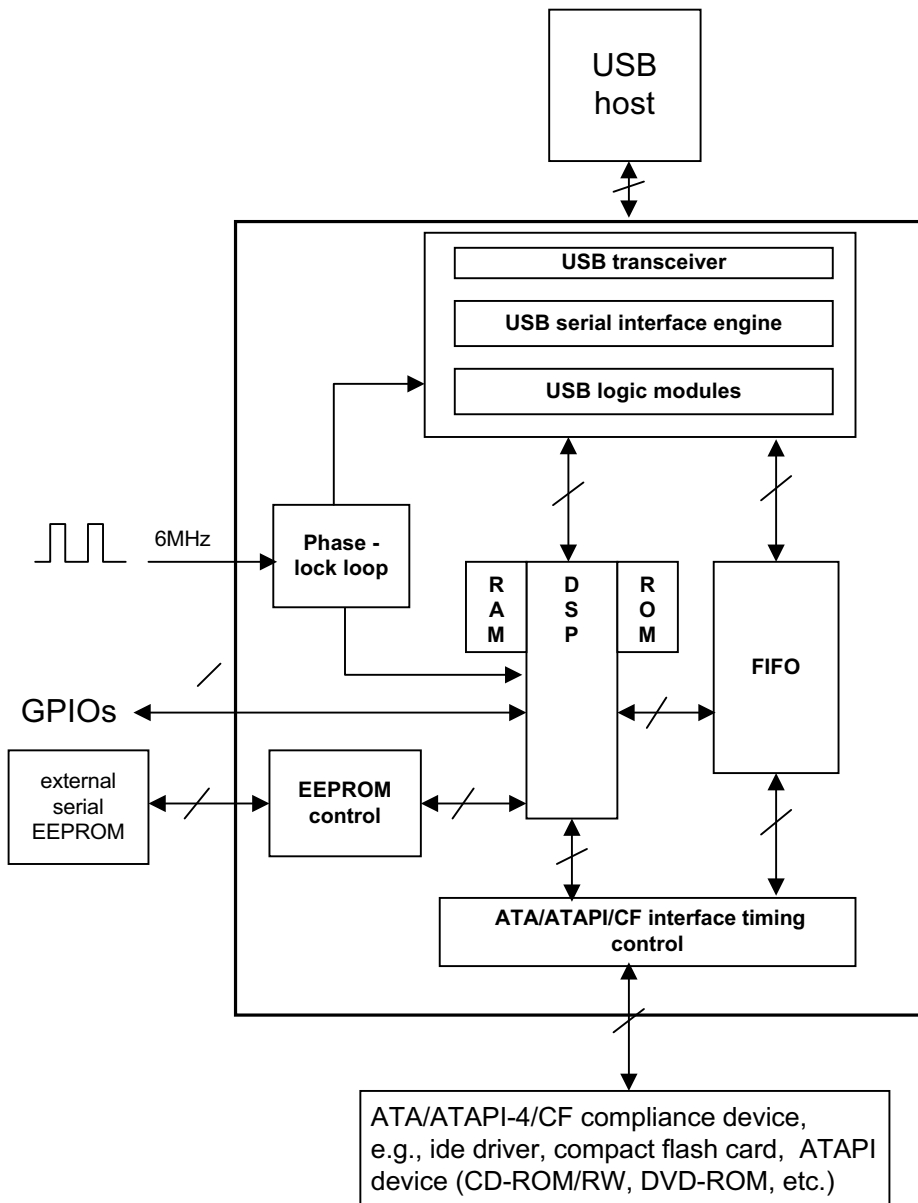 USB
host
USB transceiver
USB serial interface engine
USB logic modules
6MHz
Phase -
lock loop
R
A
M
D
S
P
R
O
M
FIFO
GPIOs
external
serial
EEPROM
EEPROM
control
ATA/ATAPI/CF interface timing
control
ATA/ATAPI-4/CF compliance device,
e.g., ide driver, compact flash card, ATAPI
device (CD-ROM/RW, DVD-ROM, etc.)